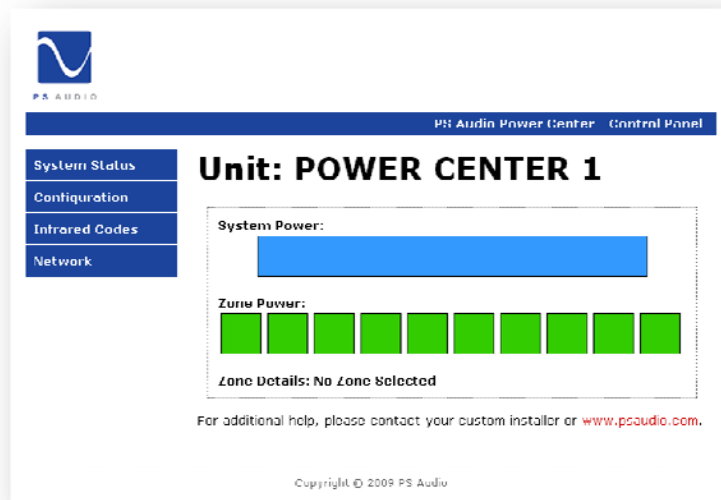 PS AUDIO
PS Audio Power Center Control Panel
System Status
Configuration
Infrared Codes
Network
Unit: POWER CENTER 1
System Power:
Zone Power:
Zone Details: No Zone Selected
For additional help, please contact your custom installer or www.psaudio.com.
Copyright © 2009 PS Audio